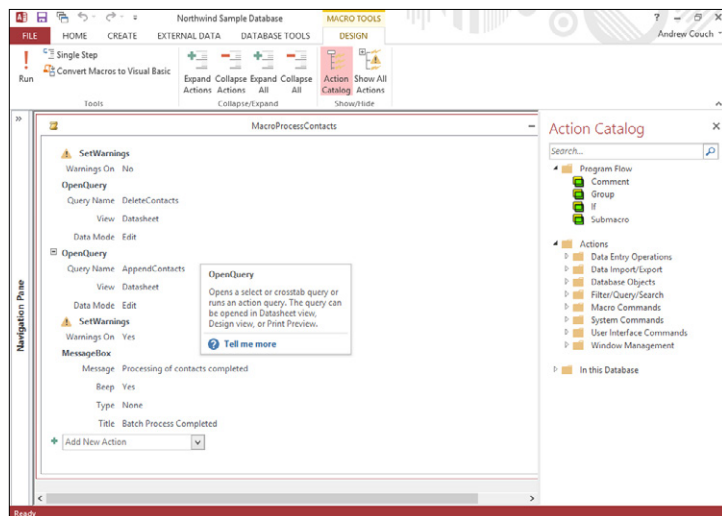 Northwind Sample Database
MACRO TOOLS
? 
Andrew Couch
FILE HOME CREATE EXTERNAL DATA DATABASE TOOLS DESIGN
Run
Single Step
Convert Macros to Visual Basic
Expand Actions
Collapse Actions
Expand All
Collapse All
Action Catalog
Show All Actions
Tools
Collapse/Expand
Show/Hide
Navigation Pane
MacroProcessContacts
SetWarnings
Warnings On No
OpenQuery
Query Name DeleteContacts
View Datasheet
Data Mode Edit
OpenQuery
Query Name AppendContacts
View Datasheet
Data Mode Edit
SetWarnings
Warnings On Yes
MessageBox
Message Processing of contacts completed
Beep Yes
Type None
Title Batch Process Completed
Add New Action
OpenQuery
Opens a select or crosstab query or
runs an action query. The query can
be opened in Datasheet view,
Design view, or Print Preview.
Tell me more
Action Catalog
Search...
Program Flow
Comment
Group
If
Submacro
Actions
Data Entry Operations
Data Import/Export
Database Objects
Filter/Query/Search
Macro Commands
System Commands
User Interface Commands
Window Management
In this Database
Ready